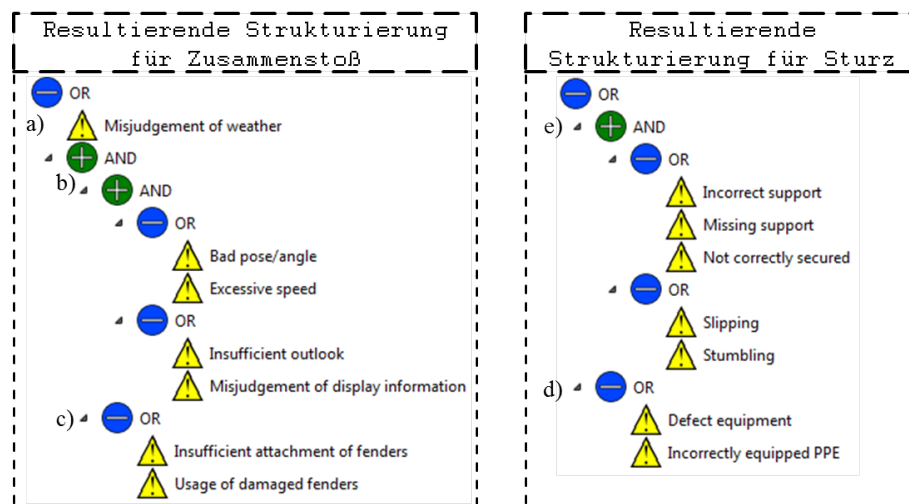 Resultierende Strukturierung
für Zusammenstoß
OR
a) Misjudgement of weather
AND
b) AND
OR
Bad pose/angle
Excessive speed
OR
Insufficient outlook
Misjudgement of display information
c) OR
Insufficient attachment of fenders
Usage of damaged fenders
Resultierende
Strukturierung für Sturz
OR
e) AND
OR
Incorrect support
Missing support
Not correctly secured
OR
Slipping
Stumbling
d) OR
Defect equipment
Incorrectly equipped PPE